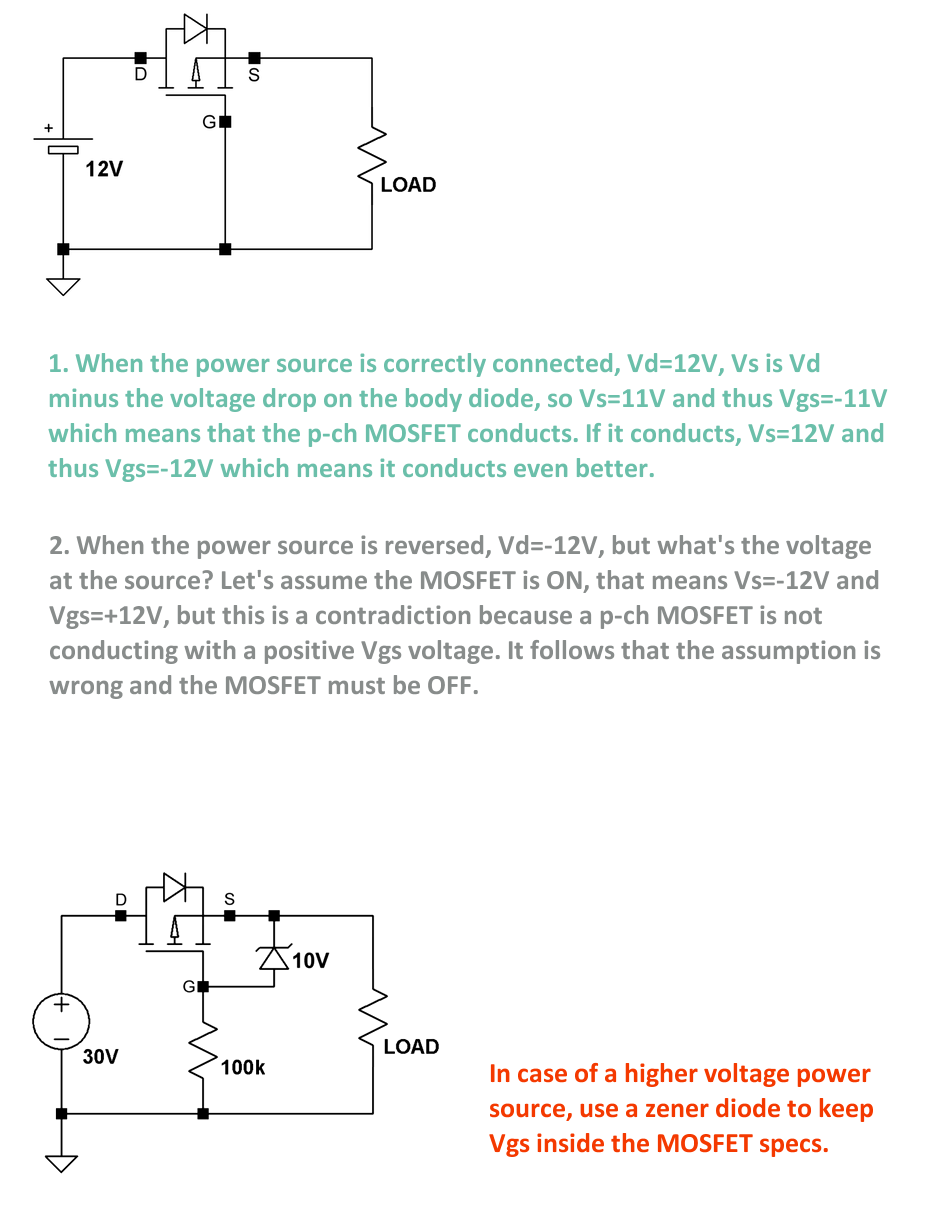 D
S
G
+
12V
LOAD
1. When the power source is correctly connected, Vd=12V, Vs is Vd
minus the voltage drop on the body diode, so Vs=11V and thus Vgs=-11V
which means that the p-ch MOSFET conducts. If it conducts, Vs=12V and
thus Vgs=-12V which means it conducts even better.
2. When the power source is reversed, Vd=-12V, but what's the voltage
at the source? Let's assume the MOSFET is ON, that means Vs=-12V and
Vgs=+12V, but this is a contradiction because a p-ch MOSFET is not
conducting with a positive Vgs voltage. It follows that the assumption is
wrong and the MOSFET must be OFF.
D
S
10V
G
+
−
30V
LOAD
100k
In case of a higher voltage power
source, use a zener diode to keep
Vgs inside the MOSFET specs.